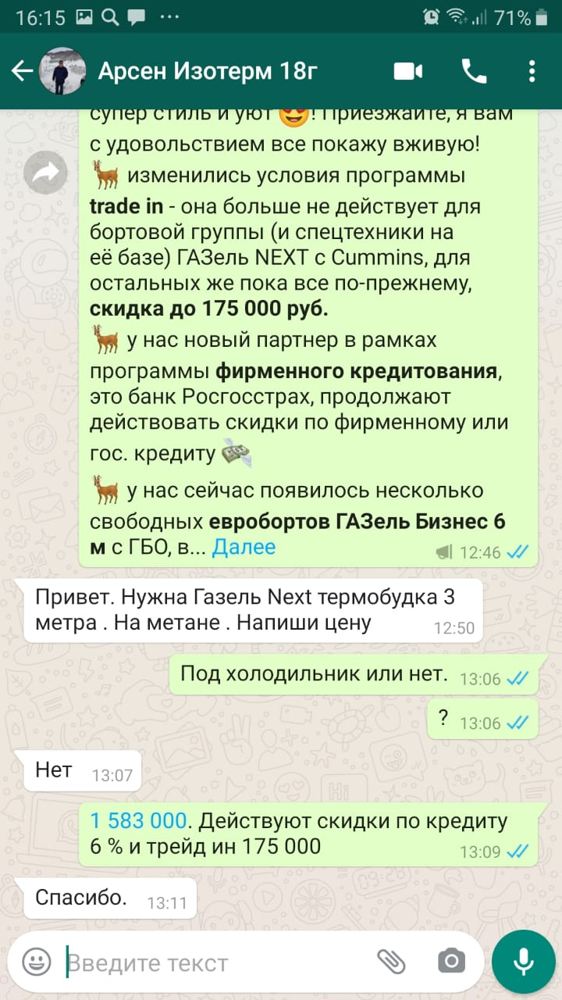 16:15
71%
Арсен Изотерм 18г
супер стиль и уют 😍! Приезжайте, я вам
с удовольствием все покажу вживую!
🦌 изменились условия программы
trade in - она больше не действует для
бортовой группы (и спецтехники на
её базе) ГАЗель NEXT с Cummins, для
остальных же пока все по-прежнему,
скидка до 175 000 руб.
🦌 у нас новый партнер в рамках
программы фирменного кредитования,
это банк Росгосстрах, продолжают
действовать скидки по фирменному или
гос. кредиту 💸
🦌 у нас сейчас появилось несколько
свободных евробортов ГАЗель Бизнес 6
м с ГБО, в... Далее
12:46
Привет. Нужна Газель Next термобудка 3
метра . На метане . Напиши цену
12:50
Под холодильник или нет.
13:06
?
13:06
Нет
13:07
1 583 000. Действуют скидки по кредиту
6 % и трейд ин 175 000
13:09
Спасибо.
13:11
Введите текст